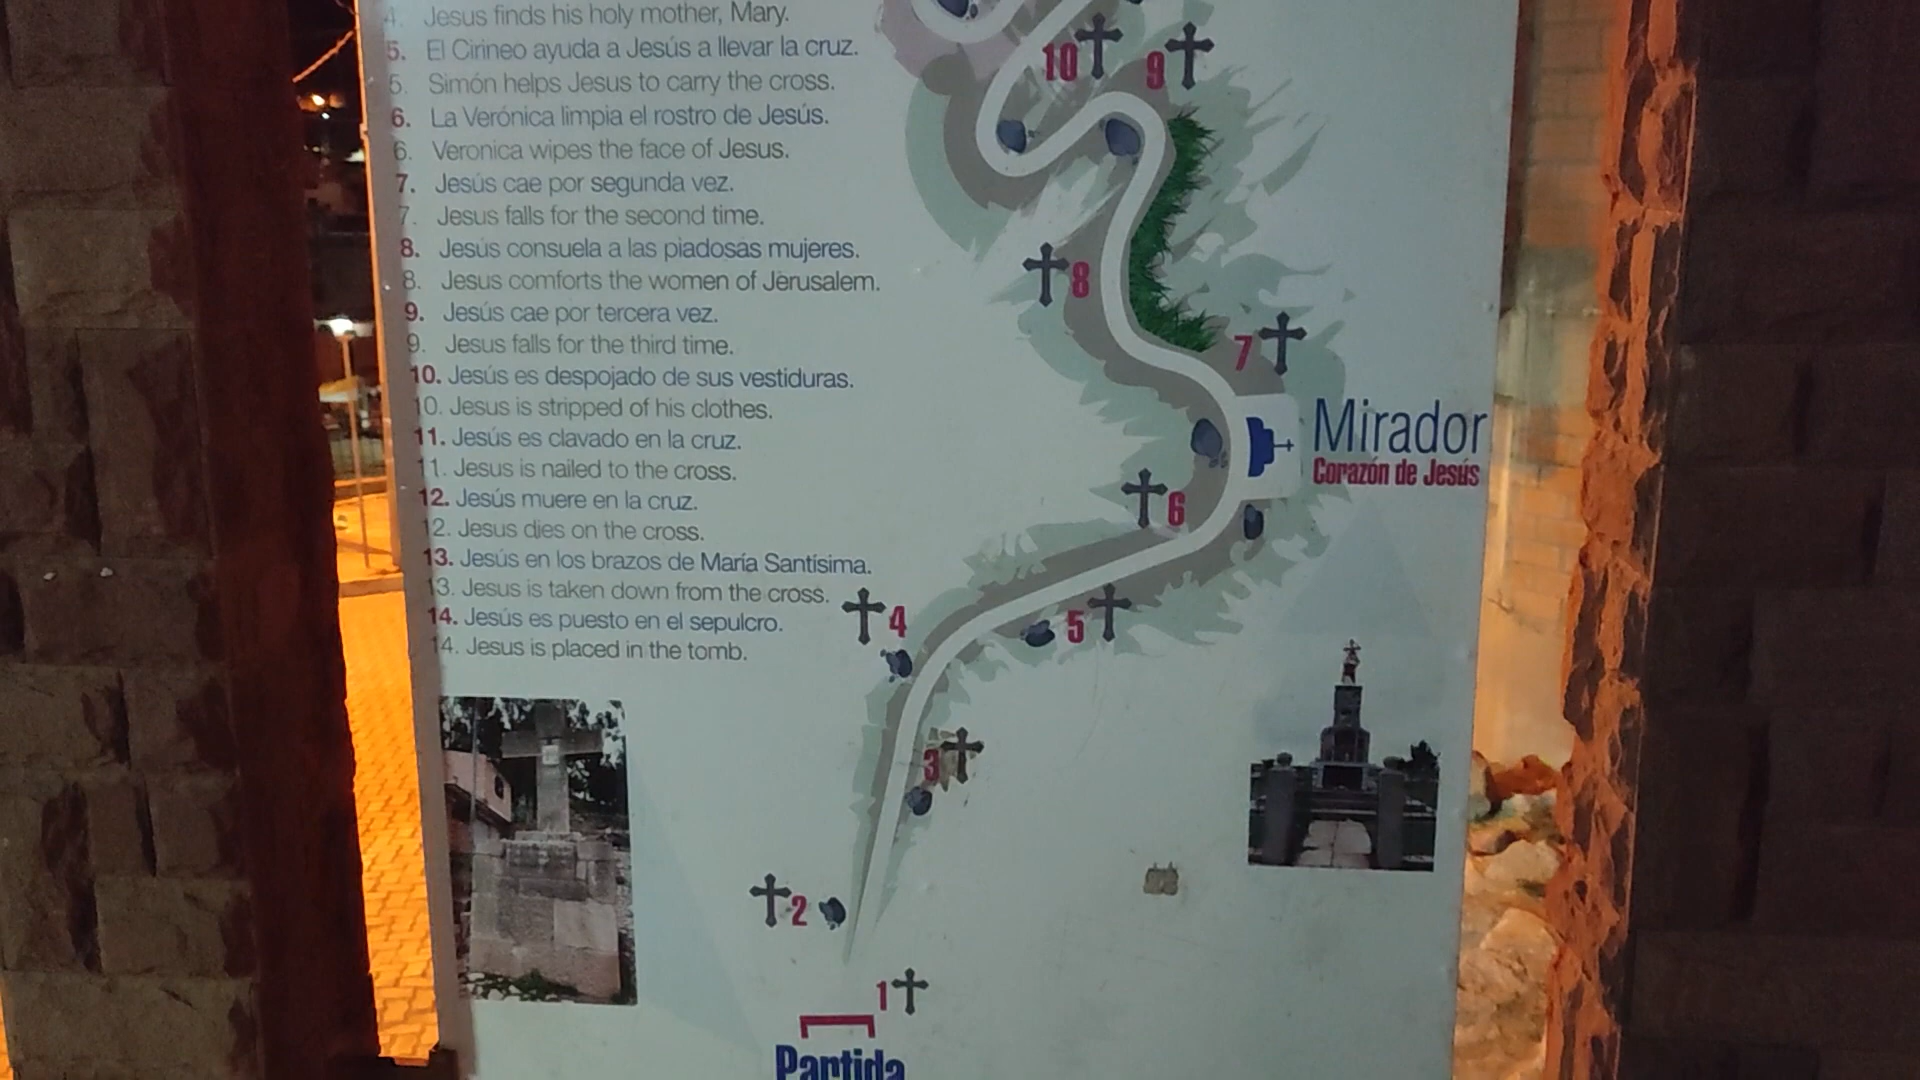 4. Jesus finds his holy mother, Mary.
5. El Cirineo ayuda a Jesús a llevar la cruz.
5. Simón helps Jesus to carry the cross.
6. La Verónica limpia el rostro de Jesús.
6. Veronica wipes the face of Jesus.
7. Jesús cae por segunda vez.
7. Jesus falls for the second time.
8. Jesús consuela a las piadosas mujeres.
8. Jesus comforts the women of Jerusalem.
9. Jesús cae por tercera vez.
9. Jesus falls for the third time.
10. Jesús es despojado de sus vestiduras.
10. Jesus is stripped of his clothes.
11. Jesús es clavado en la cruz.
11. Jesus is nailed to the cross.
12. Jesús muere en la cruz.
12. Jesus dies on the cross.
13. Jesús en los brazos de María Santísima.
13. Jesus is taken down from the cross.
14. Jesús es puesto en el sepulcro.
14. Jesus is placed in the tomb.
10
9
8
7
Mirador
Corazón de Jesús
6
5
4
3
2
1
Partida